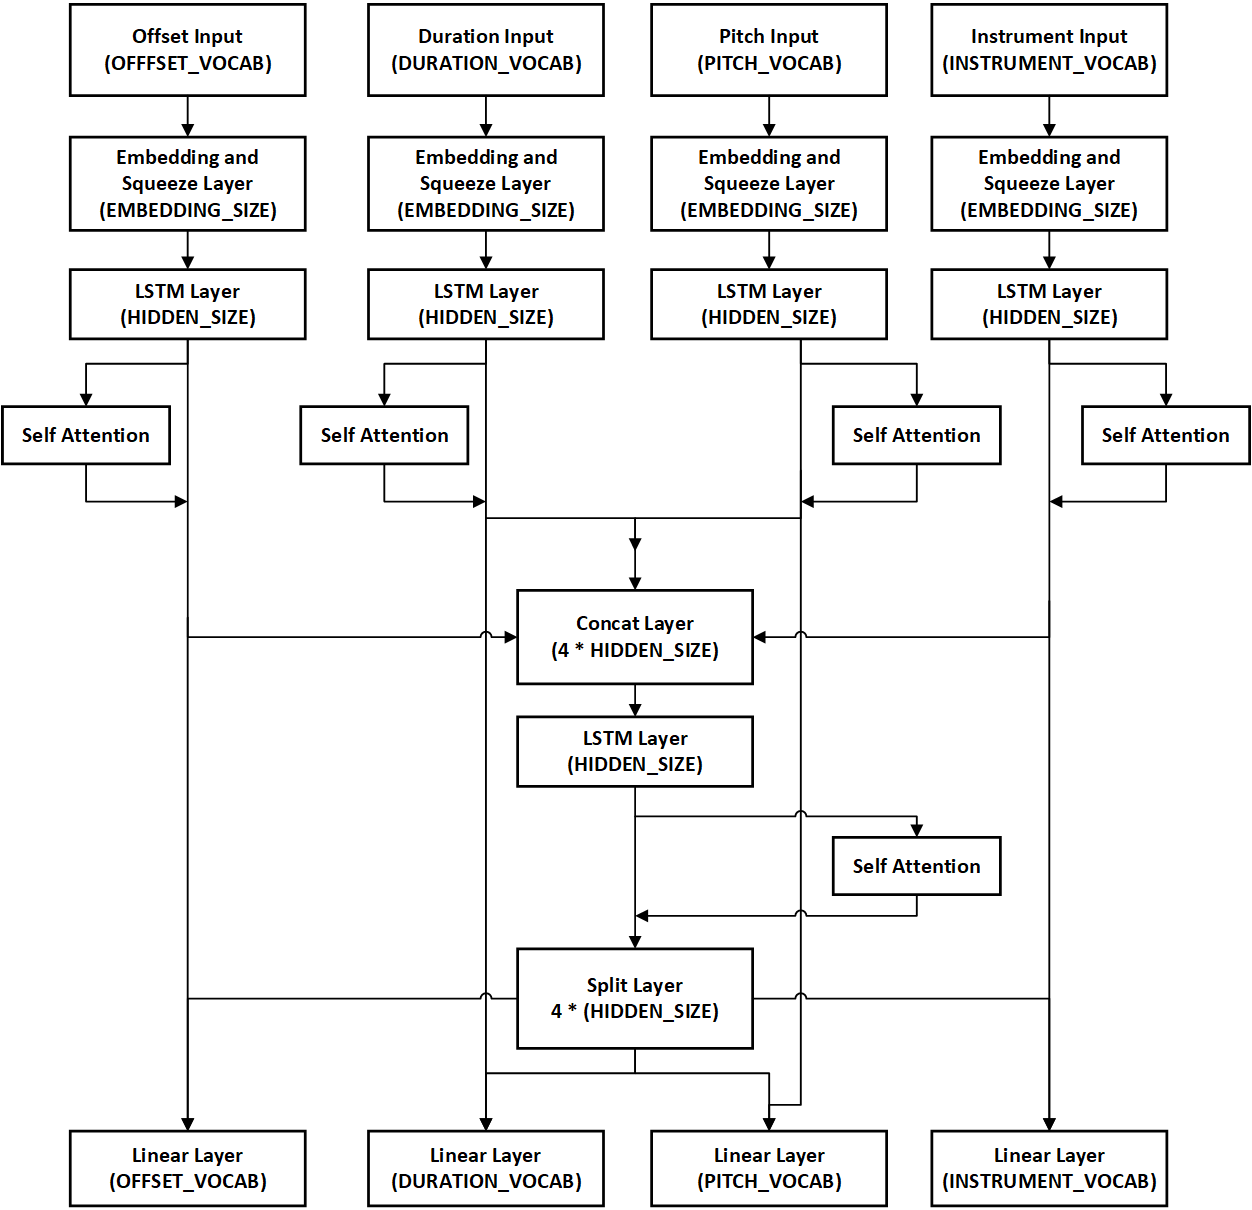 Offset Input
(OFFFSET_VOCAB)
Duration Input
(DURATION_VOCAB)
Pitch Input
(PITCH_VOCAB)
Instrument Input
(INSTRUMENT_VOCAB)
Embedding and
Squeeze Layer
(EMBEDDING_SIZE)
Embedding and
Squeeze Layer
(EMBEDDING_SIZE)
Embedding and
Squeeze Layer
(EMBEDDING_SIZE)
Embedding and
Squeeze Layer
(EMBEDDING_SIZE)
LSTM Layer
(HIDDEN_SIZE)
LSTM Layer
(HIDDEN_SIZE)
LSTM Layer
(HIDDEN_SIZE)
LSTM Layer
(HIDDEN_SIZE)
Self Attention
Self Attention
Self Attention
Self Attention
Concat Layer
(4 * HIDDEN_SIZE)
LSTM Layer
(HIDDEN_SIZE)
Self Attention
Split Layer
4 * (HIDDEN_SIZE)
Linear Layer
(OFFSET_VOCAB)
Linear Layer
(DURATION_VOCAB)
Linear Layer
(PITCH_VOCAB)
Linear Layer
(INSTRUMENT_VOCAB)